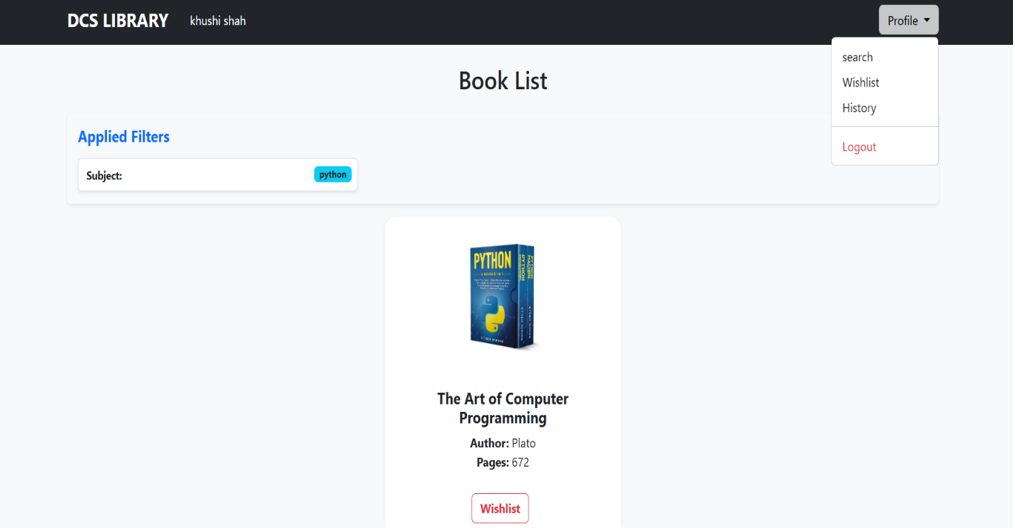 DCS LIBRARY khushi shah Profile
search
Wishlist
History
Logout
Book List
Applied Filters
Subject: python
PYTHON
The Art of Computer
Programming
Author: Plato
Pages: 672
Wishlist